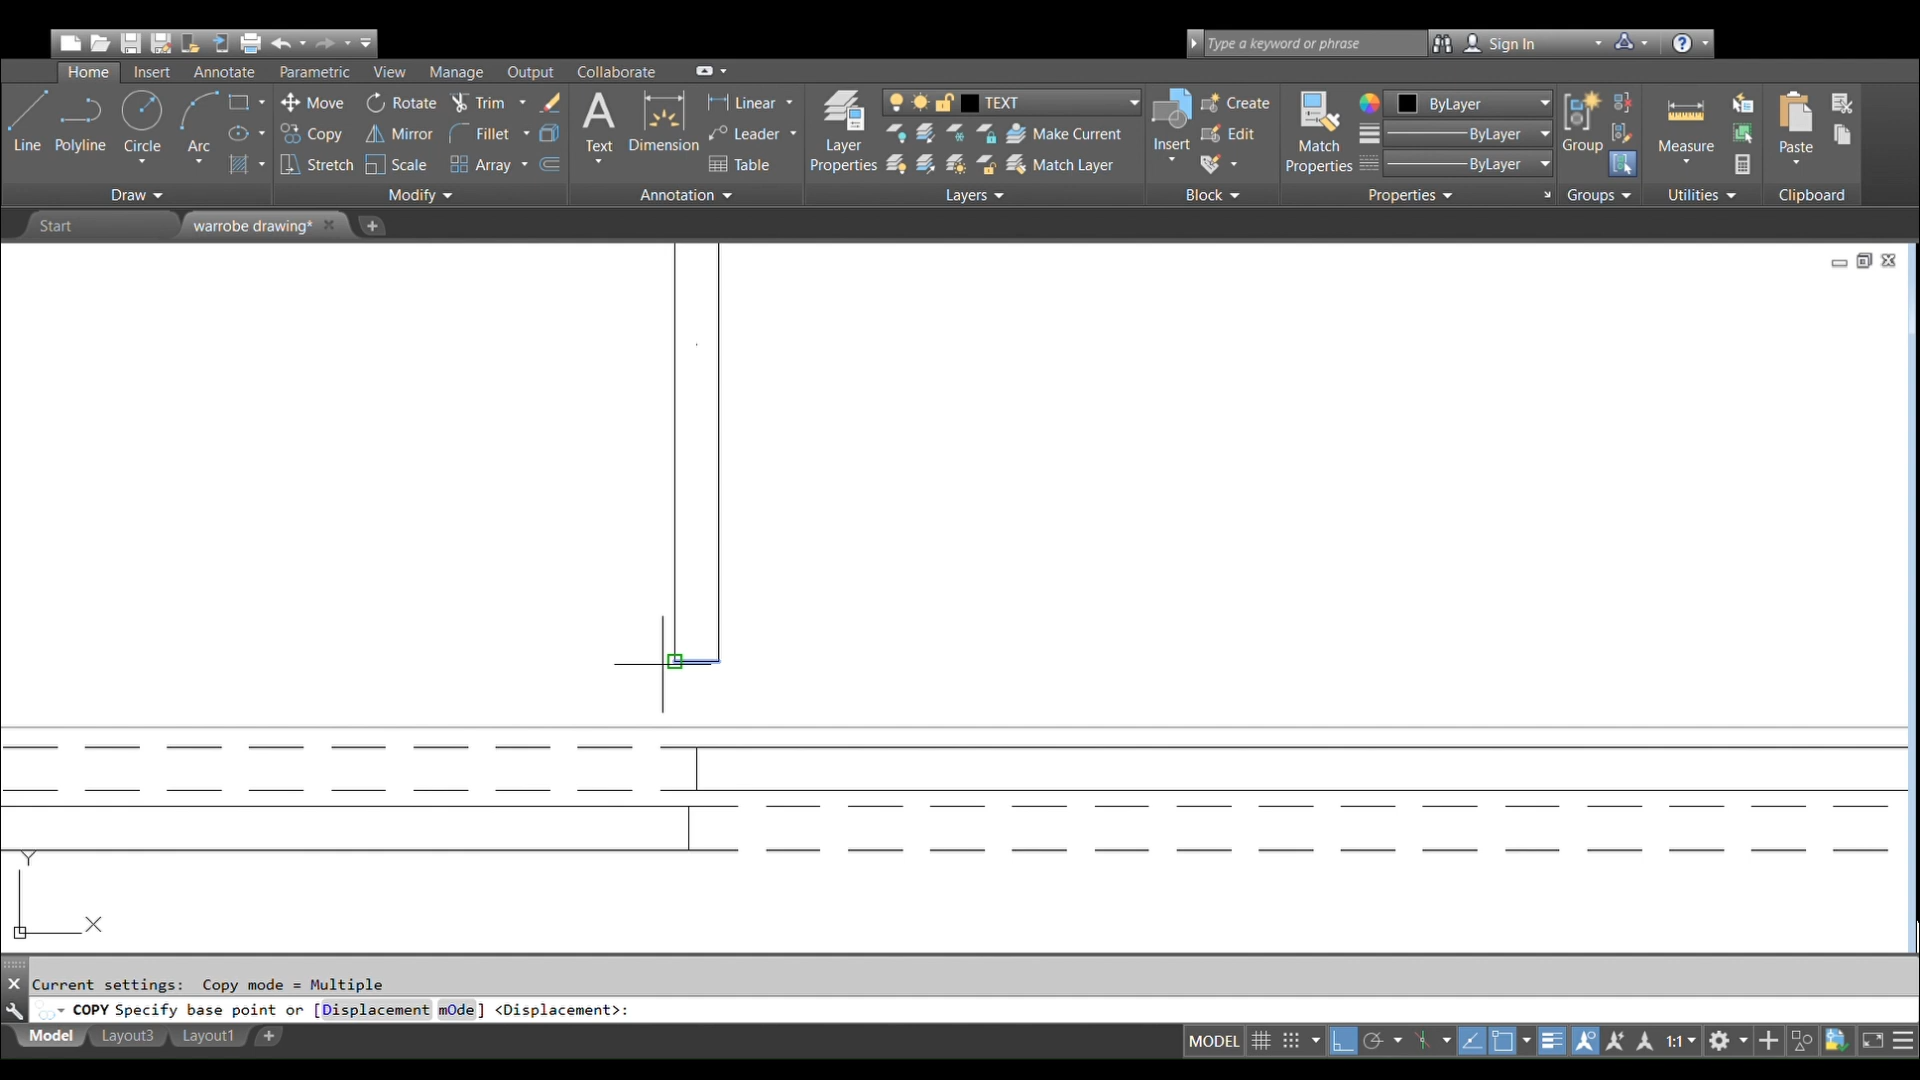 Type a keyword or phrase
Sign In
Home Insert Annotate Parametric View Manage Output Collaborate
Line Polyline Circle Arc
Move Rotate Trim
Copy Mirror Fillet
Stretch Scale Array
Text Dimension
Linear
Leader
Table
Layer Properties
TEXT
Make Current
Match Layer
Insert
Create
Edit
Match Properties
ByLayer
ByLayer
ByLayer
Group
Measure
Paste
Draw Modify Annotation Layers Block Properties Groups Utilities Clipboard
Start warrobe drawing*
Y
X
Current settings: Copy mode = Multiple
COPY Specify base point or [Displacement mOde] <Displacement>:
Model Layout3 Layout1
MODEL 1:1